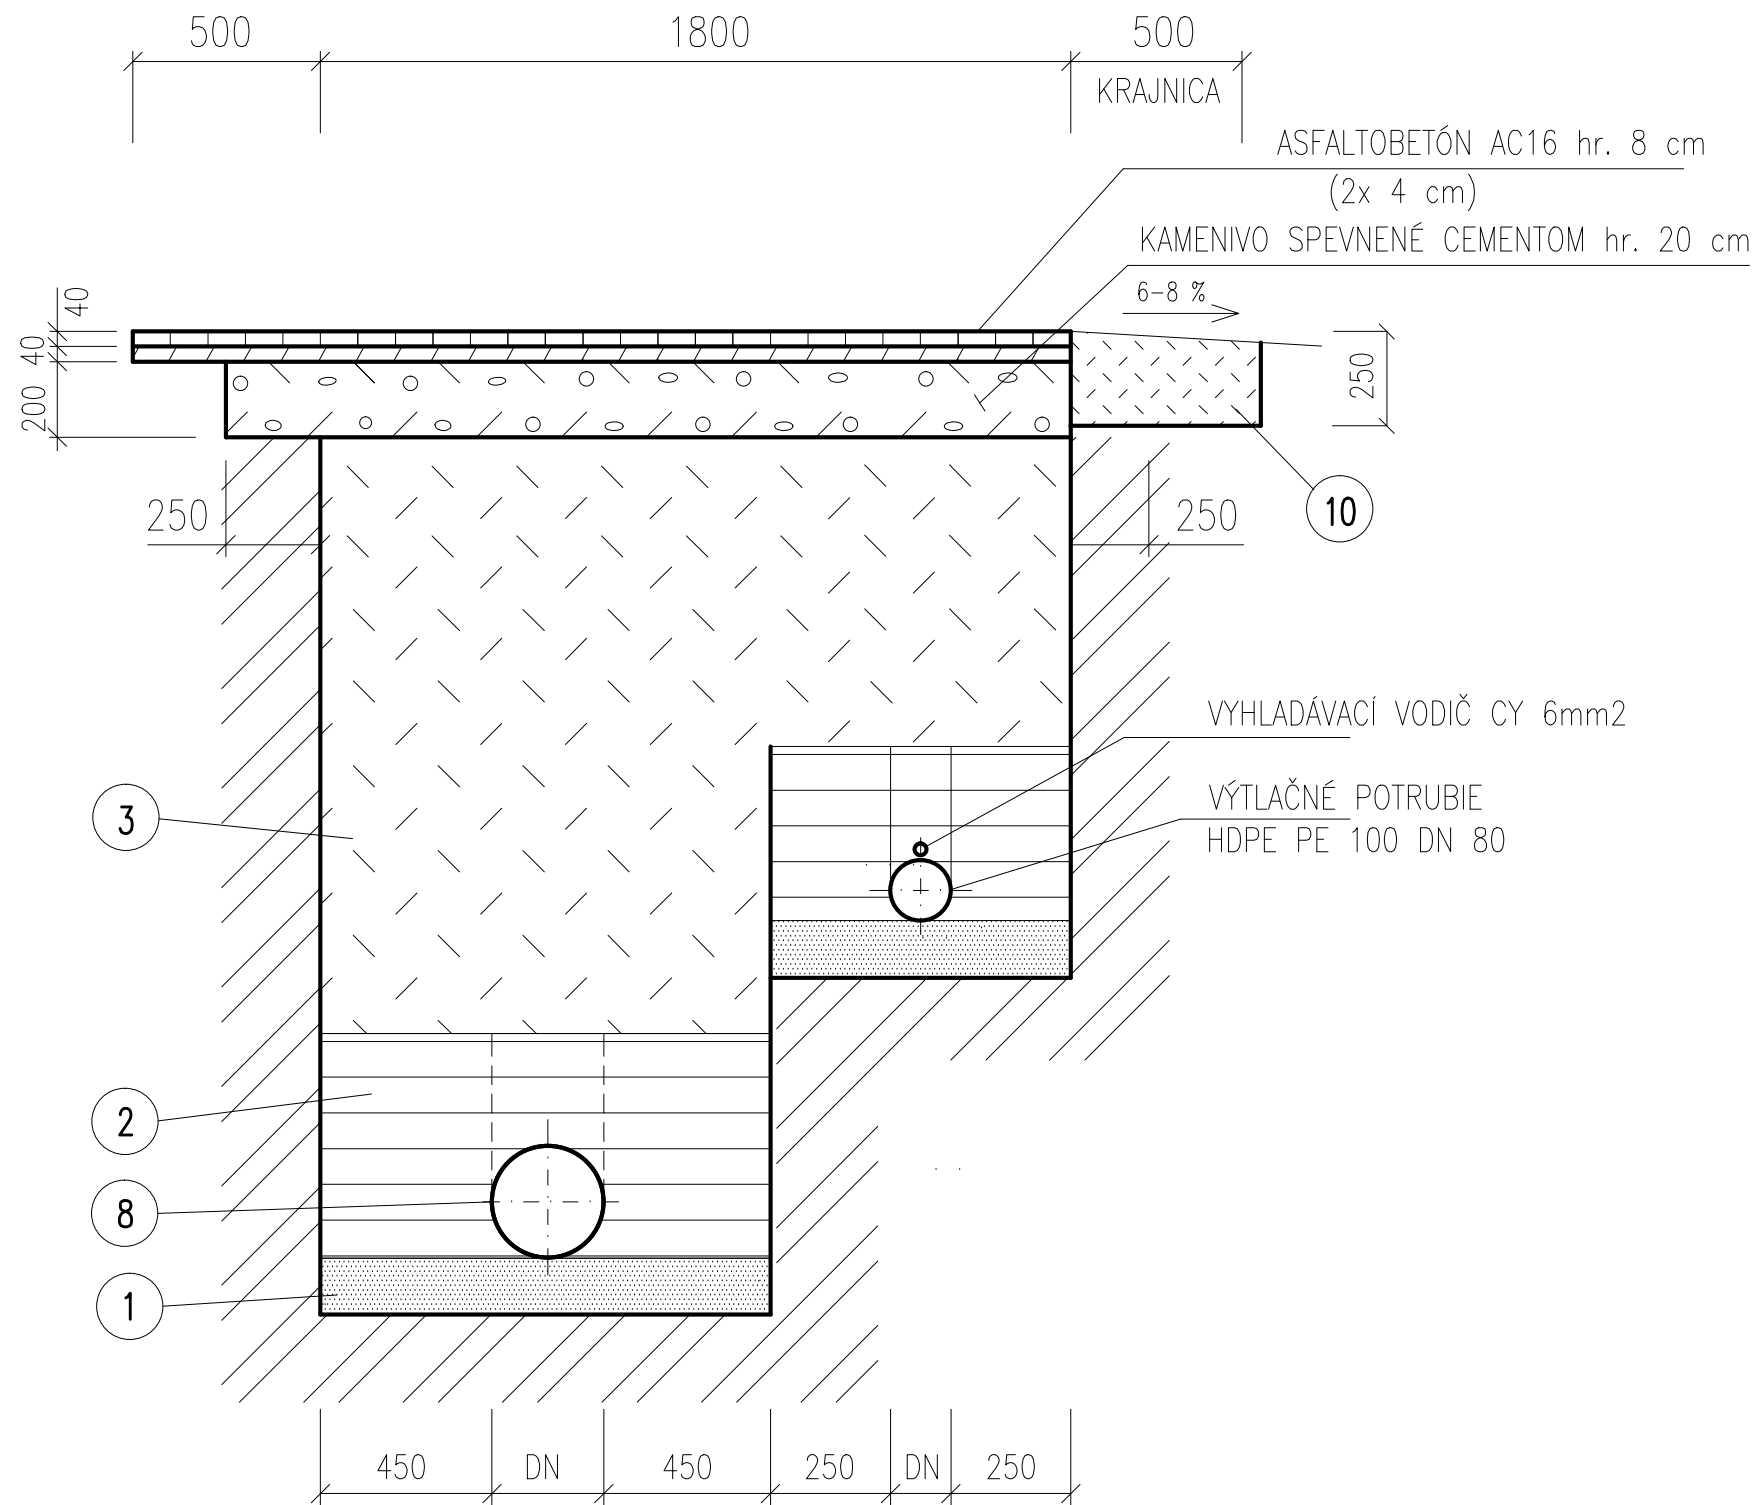 500 1800 500
KRAJNICA
ASFALTOBETÓN AC16 hr. 8 cm
(2x 4 cm)
KAMENIVO SPEVNENÉ CEMENTOM hr. 20 cm
6-8 %
40
40
200
250
250
250
10
VYHLADÁVACÍ VODIČ CY 6mm2
VÝTLAČNÉ POTRUBIE
HDPE PE 100 DN 80
3
2
8
1
450 DN 450 250 DN 250